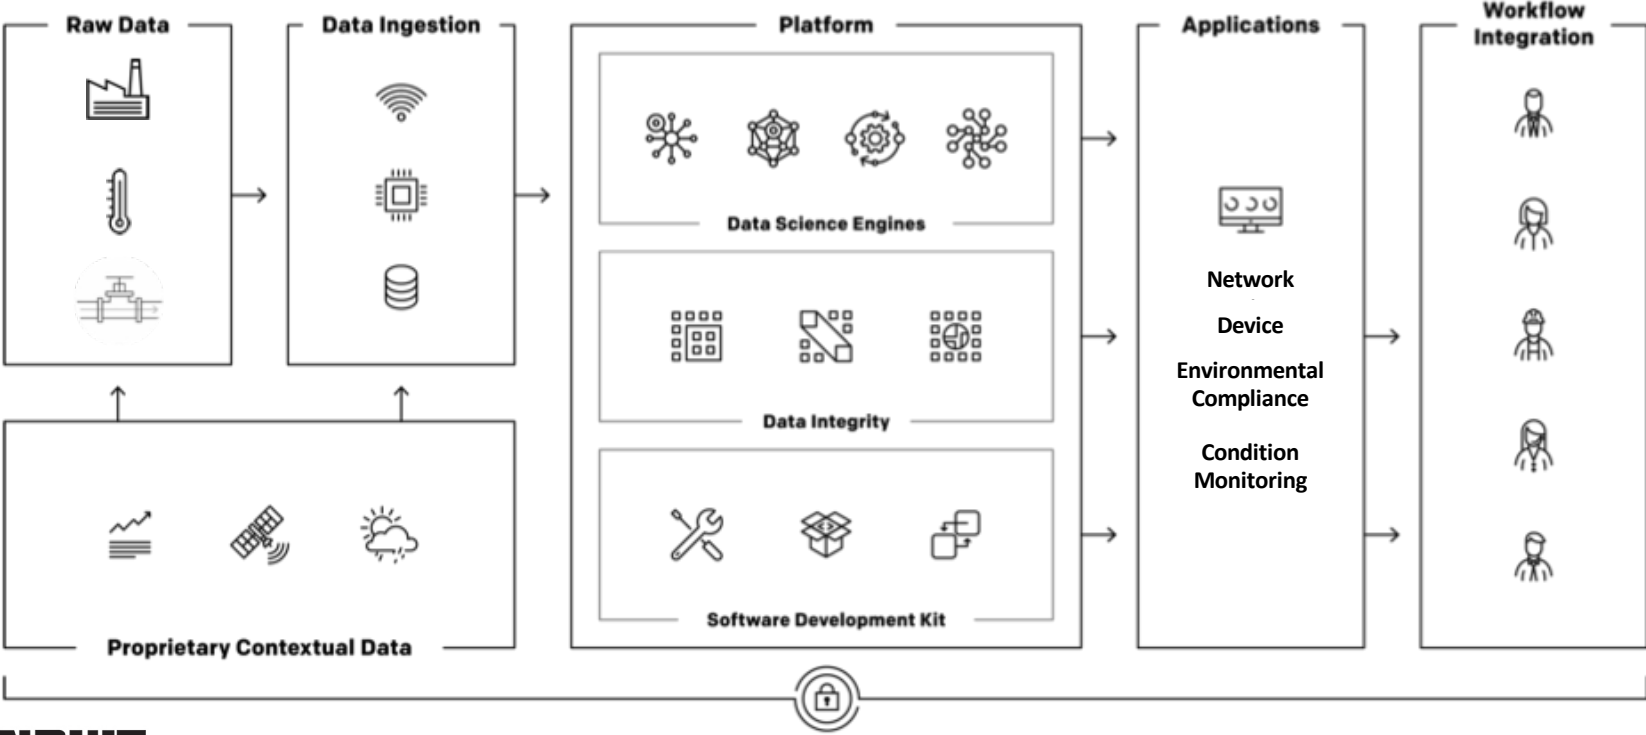 Raw Data
Data Ingestion
Platform
Applications
Workflow
Integration
Data Science Engines
Network
Device
Environmental
Compliance
Data Integrity
Condition
Monitoring
Software Development Kit
Proprietary Contextual Data